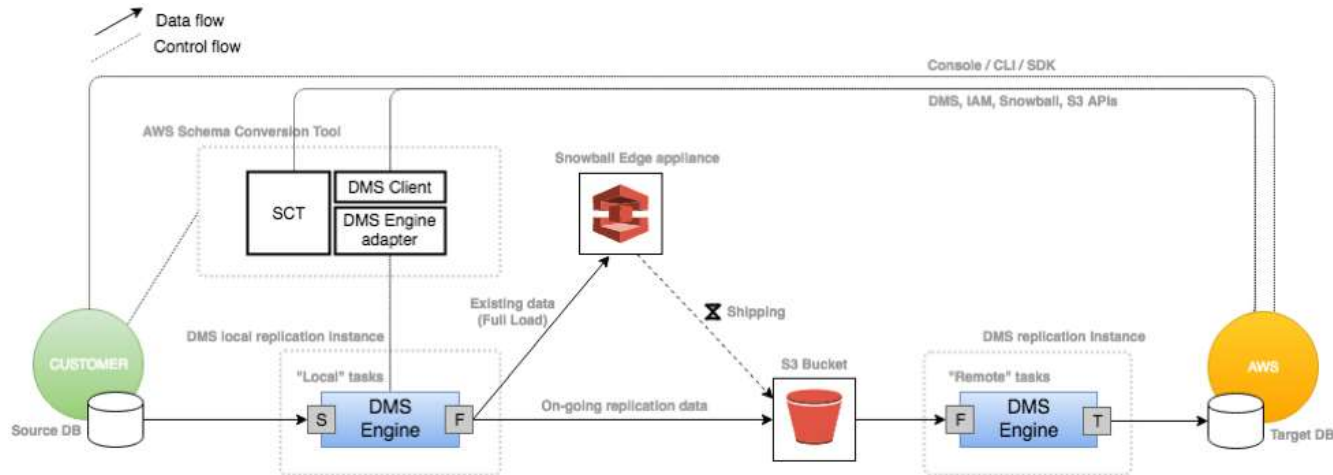 Data flow
Control flow
Console / CLI / SDK
DMS, IAM, Snowball, S3 APIs
AWS Schema Conversion Tool
Snowball Edge appliance
SCT
DMS Client
DMS Engine
adapter
Existing data
(Full Load)
Shipping
CUSTOMER
DMS local replication instance
DMS replication Instance
AWS
S3 Bucket
"Local" tasks
"Remote" tasks
Source DB
S
DMS
Engine
F
On-going replication data
F
DMS
Engine
T
Target DB